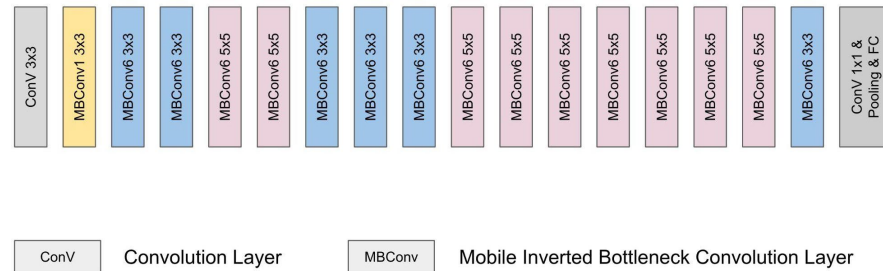 ConV 3x3
MBConv1 3x3
MBConv6 3x3
MBConv6 3x3
MBConv6 5x5
MBConv6 5x5
MBConv6 3x3
MBConv6 3x3
MBConv6 3x3
MBConv6 5x5
MBConv6 5x5
MBConv6 5x5
MBConv6 5x5
MBConv6 5x5
MBConv6 5x5
MBConv6 5x5
MBConv6 3x3
ConV 1x1 &
Pooling & FC
ConV Convolution Layer MBConv Mobile Inverted Bottleneck Convolution Layer